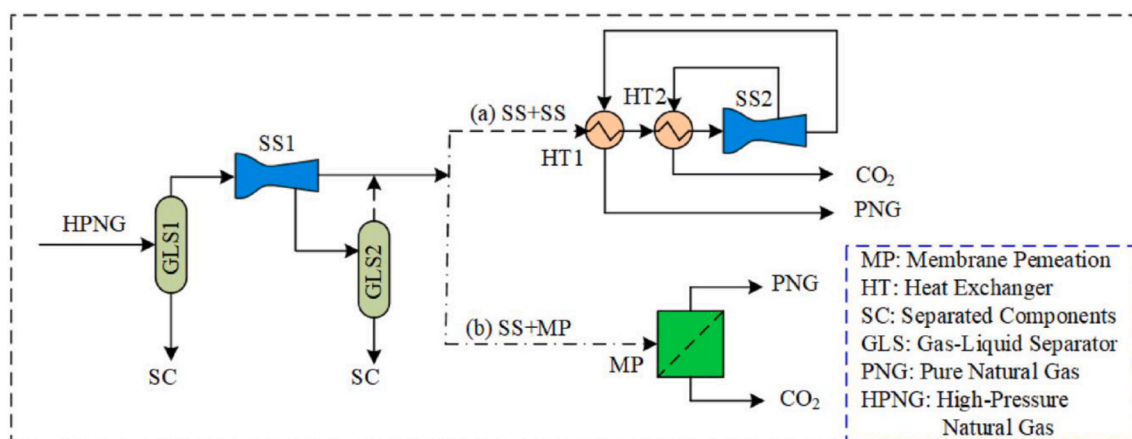 (a) SS+SS
HT2
SS2
SS1
HT1
CO2
PNG
HPNG
GLS1
GLS2
SC
SC
(b) SS+MP
PNG
MP
CO2
MP: Membrane Pemeation
HT: Heat Exchanger
SC: Separated Components
GLS: Gas-Liquid Separator
PNG: Pure Natural Gas
HPNG: High-Pressure
Natural Gas